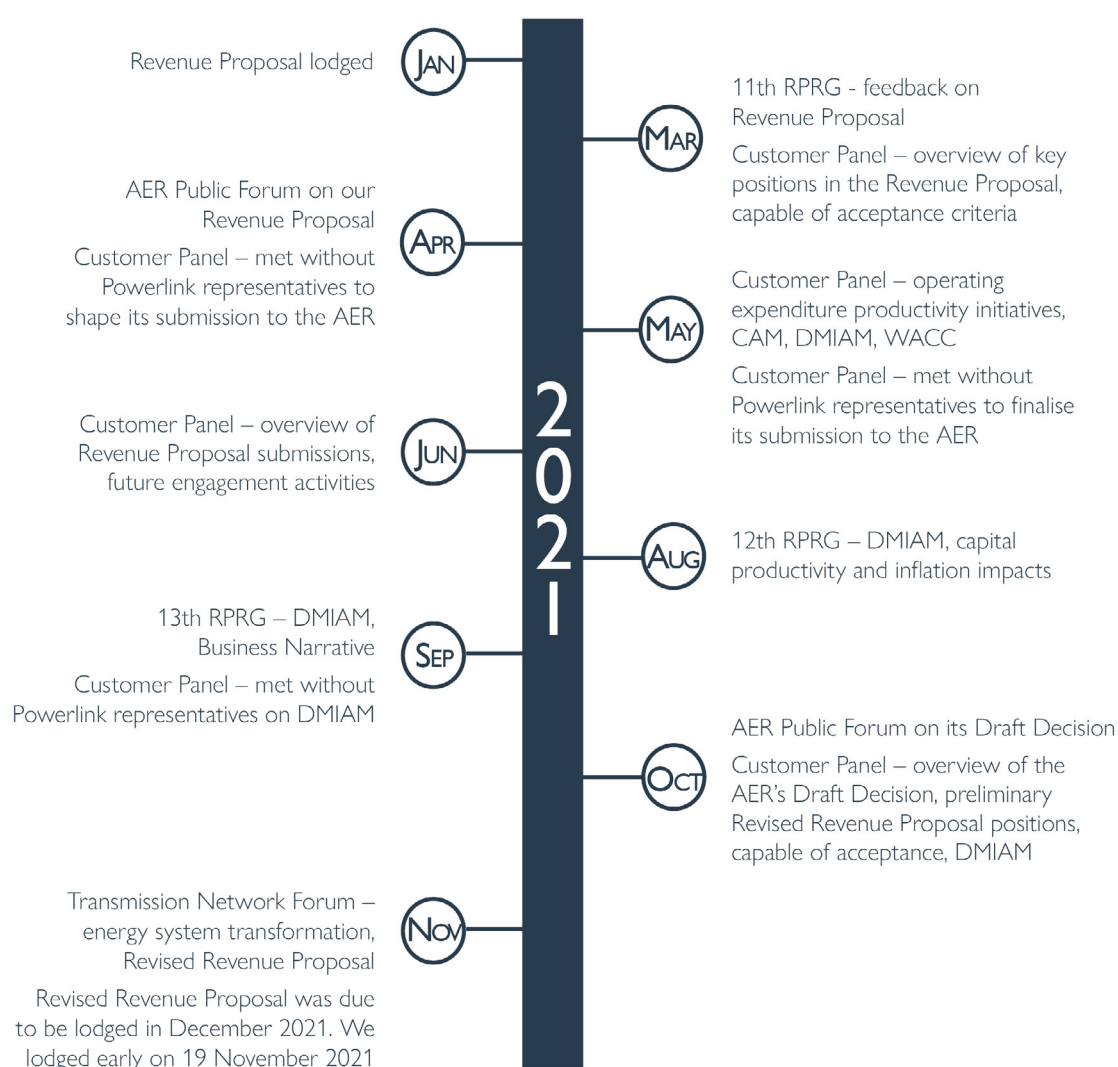 Revenue Proposal lodged
JAN
11th RPRG - feedback on
Revenue Proposal
Customer Panel – overview of key
positions in the Revenue Proposal,
capable of acceptance criteria
MAR
AER Public Forum on our
Revenue Proposal
Customer Panel – met without
Powerlink representatives to
shape its submission to the AER
APR
Customer Panel – operating
expenditure productivity initiatives,
CAM, DMIAM, WACC
Customer Panel – met without
Powerlink representatives to finalise
its submission to the AER
MAY
2021
Customer Panel – overview of
Revenue Proposal submissions,
future engagement activities
JUN
12th RPRG – DMIAM, capital
productivity and inflation impacts
AUG
13th RPRG – DMIAM,
Business Narrative
Customer Panel – met without
Powerlink representatives on DMIAM
SEP
AER Public Forum on its Draft Decision
Customer Panel – overview of the
AER's Draft Decision, preliminary
Revised Revenue Proposal positions,
capable of acceptance, DMIAM
OCT
Transmission Network Forum –
energy system transformation,
Revised Revenue Proposal
Revised Revenue Proposal was due
to be lodged in December 2021. We
lodged early on 19 November 2021
NOV